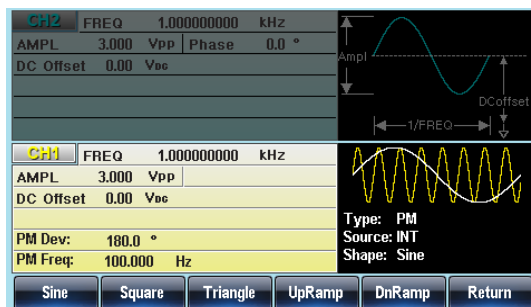 CH2 FREQ 1.000000000 kHz
AMPL 3.000 Vpp Phase 0.0 °
DC Offset 0.00 VDC
Ampl
DCoffset
1/FREQ
CH1 FREQ 1.000000000 kHz
AMPL 3.000 Vpp
DC Offset 0.00 VDC
PM Dev: 180.0 °
PM Freq: 100.000 Hz
Type: PM
Source: INT
Shape: Sine
Sine Square Triangle UpRamp DnRamp Return